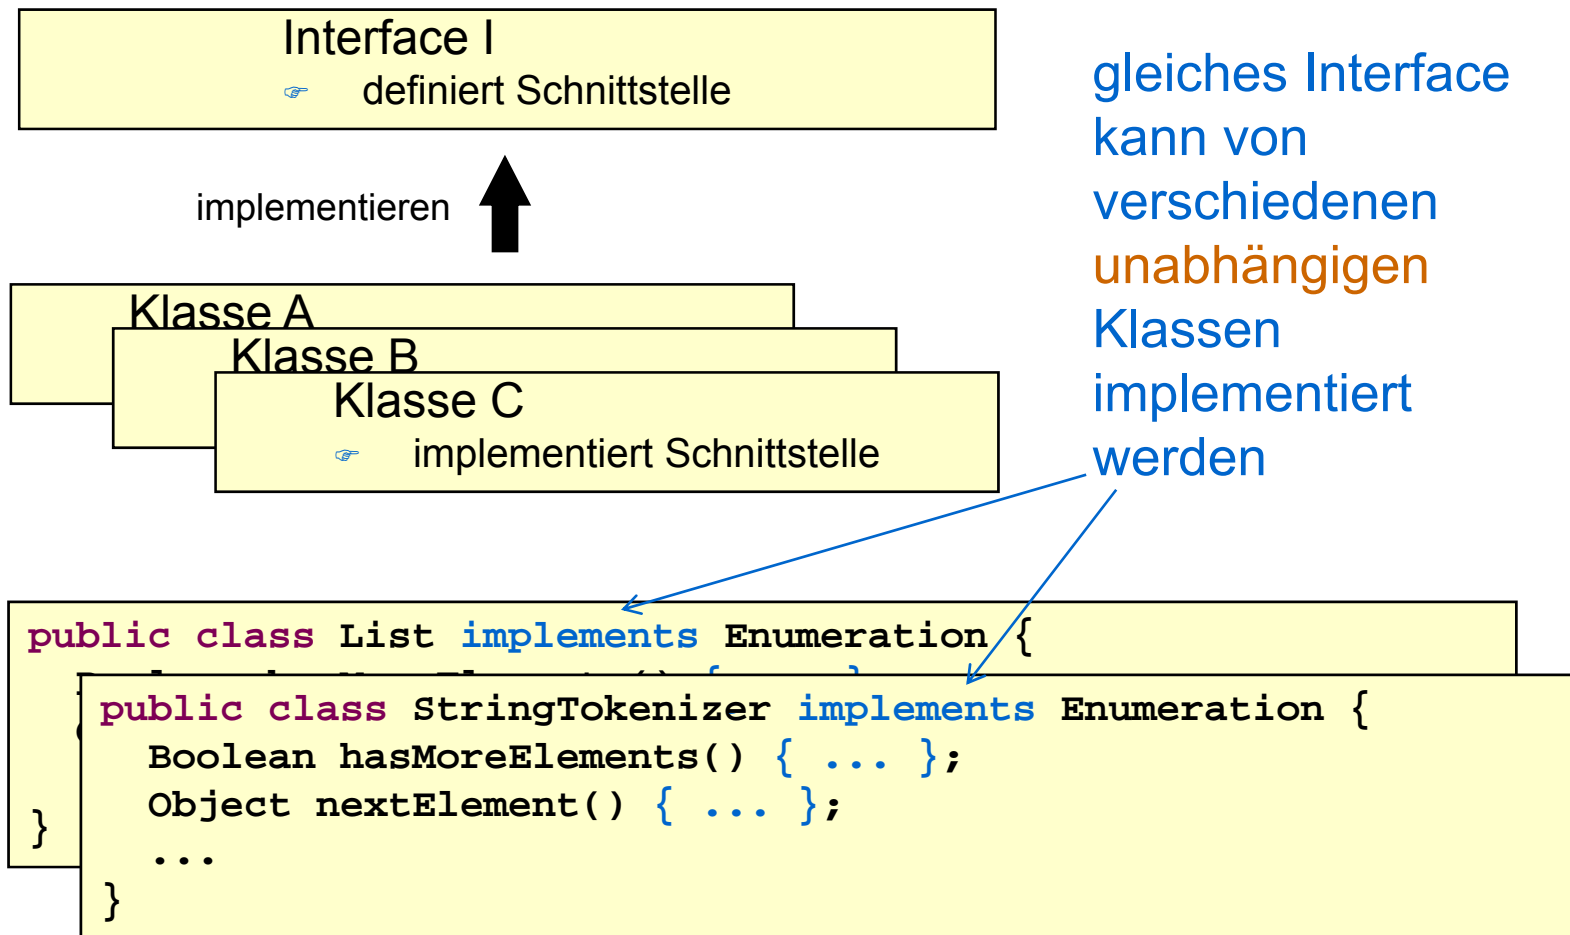 Interface I
☞ definiert Schnittstelle
implementieren
Klasse A
Klasse B
Klasse C
☞ implementiert Schnittstelle
gleiches Interface
kann von
verschiedenen
unabhängigen
Klassen
implementiert
werden
public class List implements Enumeration {
}
public class StringTokenizer implements Enumeration {
Boolean hasMoreElements() { ... };
Object nextElement() { ... };
...
}